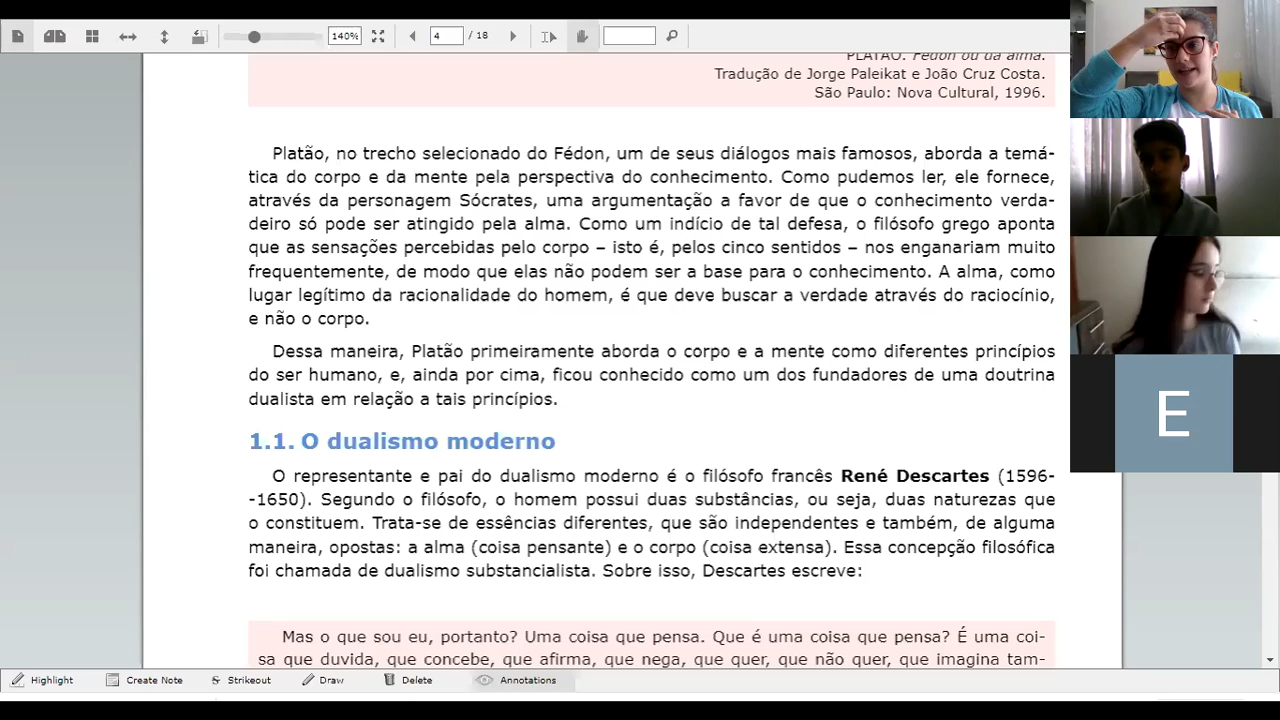 140%
4 / 18
PLATÃO. Fédon ou da alma.
Tradução de Jorge Paleikat e João Cruz Costa.
São Paulo: Nova Cultural, 1996.
Platão, no trecho selecionado do Fédon, um de seus diálogos mais famosos, aborda a temá-
tica do corpo e da mente pela perspectiva do conhecimento. Como pudemos ler, ele fornece,
através da personagem Sócrates, uma argumentação a favor de que o conhecimento verda-
deiro só pode ser atingido pela alma. Como um indício de tal defesa, o filósofo grego aponta
que as sensações percebidas pelo corpo – isto é, pelos cinco sentidos – nos enganariam muito
frequentemente, de modo que elas não podem ser a base para o conhecimento. A alma, como
lugar legítimo da racionalidade do homem, é que deve buscar a verdade através do raciocínio,
e não o corpo.
Dessa maneira, Platão primeiramente aborda o corpo e a mente como diferentes princípios
do ser humano, e, ainda por cima, ficou conhecido como um dos fundadores de uma doutrina
dualista em relação a tais princípios.
1.1. O dualismo moderno
O representante e pai do dualismo moderno é o filósofo francês René Descartes (1596-
-1650). Segundo o filósofo, o homem possui duas substâncias, ou seja, duas naturezas que
o constituem. Trata-se de essências diferentes, que são independentes e também, de alguma
maneira, opostas: a alma (coisa pensante) e o corpo (coisa extensa). Essa concepção filosófica
foi chamada de dualismo substancialista. Sobre isso, Descartes escreve:
Mas o que sou eu, portanto? Uma coisa que pensa. Que é uma coisa que pensa? É uma coi-
sa que duvida, que concebe, que afirma, que nega, que quer, que não quer, que imagina tam-
Highlight Create Note Strikeout Draw Delete Annotations
E